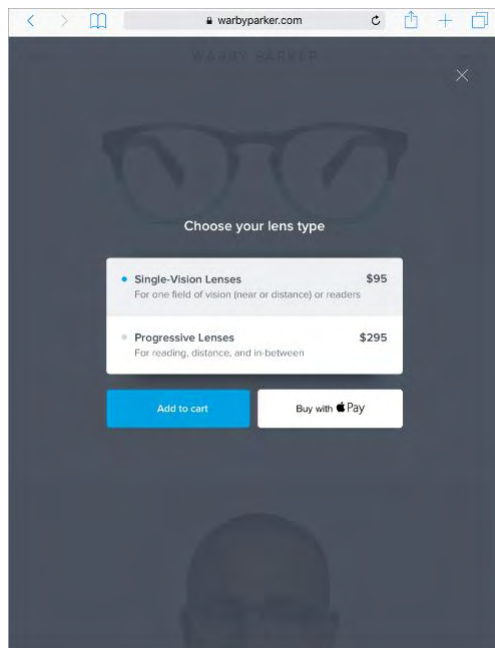 warbyparker.com
WARBY PARKER
Choose your lens type
Single-Vision Lenses $95
For one field of vision (near or distance) or readers
Progressive Lenses $295
For reading, distance, and in-between
Add to cart
Buy with Pay